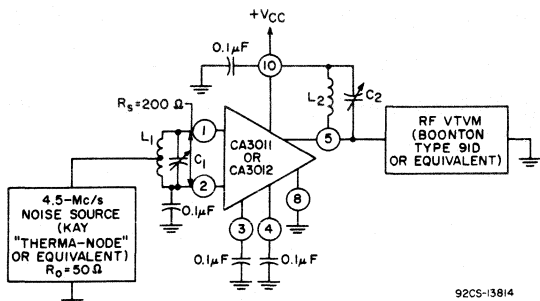 +VCC
0.1μF
10
RS=200 Ω
L1
C1
1
2
CA3011
OR
CA3012
L2
C2
5
RF VTVM
(BOONTON
TYPE 91D
OR EQUIVALENT)
8
3
4
0.1μF
0.1μF
0.1μF
4.5-Mc/s
NOISE SOURCE
(KAY
"THERMA-NODE"
OR EQUIVALENT)
Ro=50Ω
92CS-13814